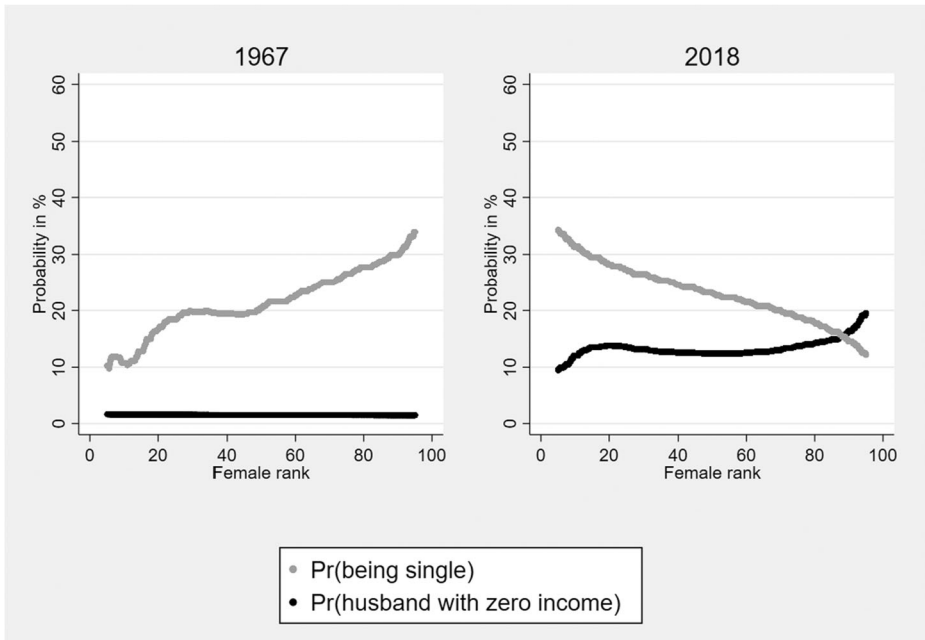 1967
60
50
40
30
20
10
0
Probability in %
0 20 40 60 80 100
Female rank
2018
60
50
40
30
20
10
0
Probability in %
0 20 40 60 80 100
Female rank
Pr(being single)
Pr(husband with zero income)